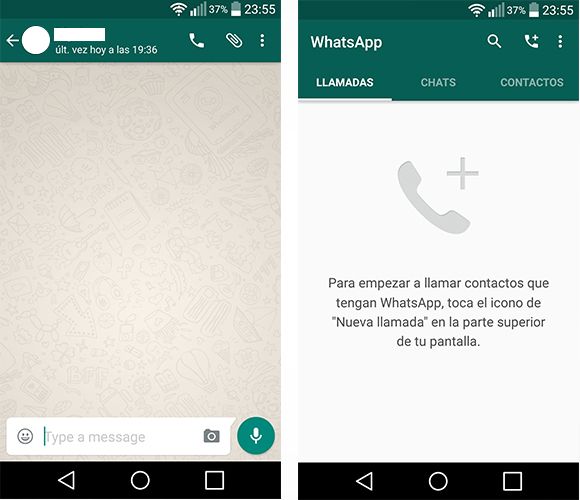 37% 23:55
últ. vez hoy a las 19:36
Type a message
37% 23:55
WhatsApp
LLAMADAS CHATS CONTACTOS
Para empezar a llamar contactos que
tengan WhatsApp, toca el icono de
"Nueva llamada" en la parte superior
de tu pantalla.